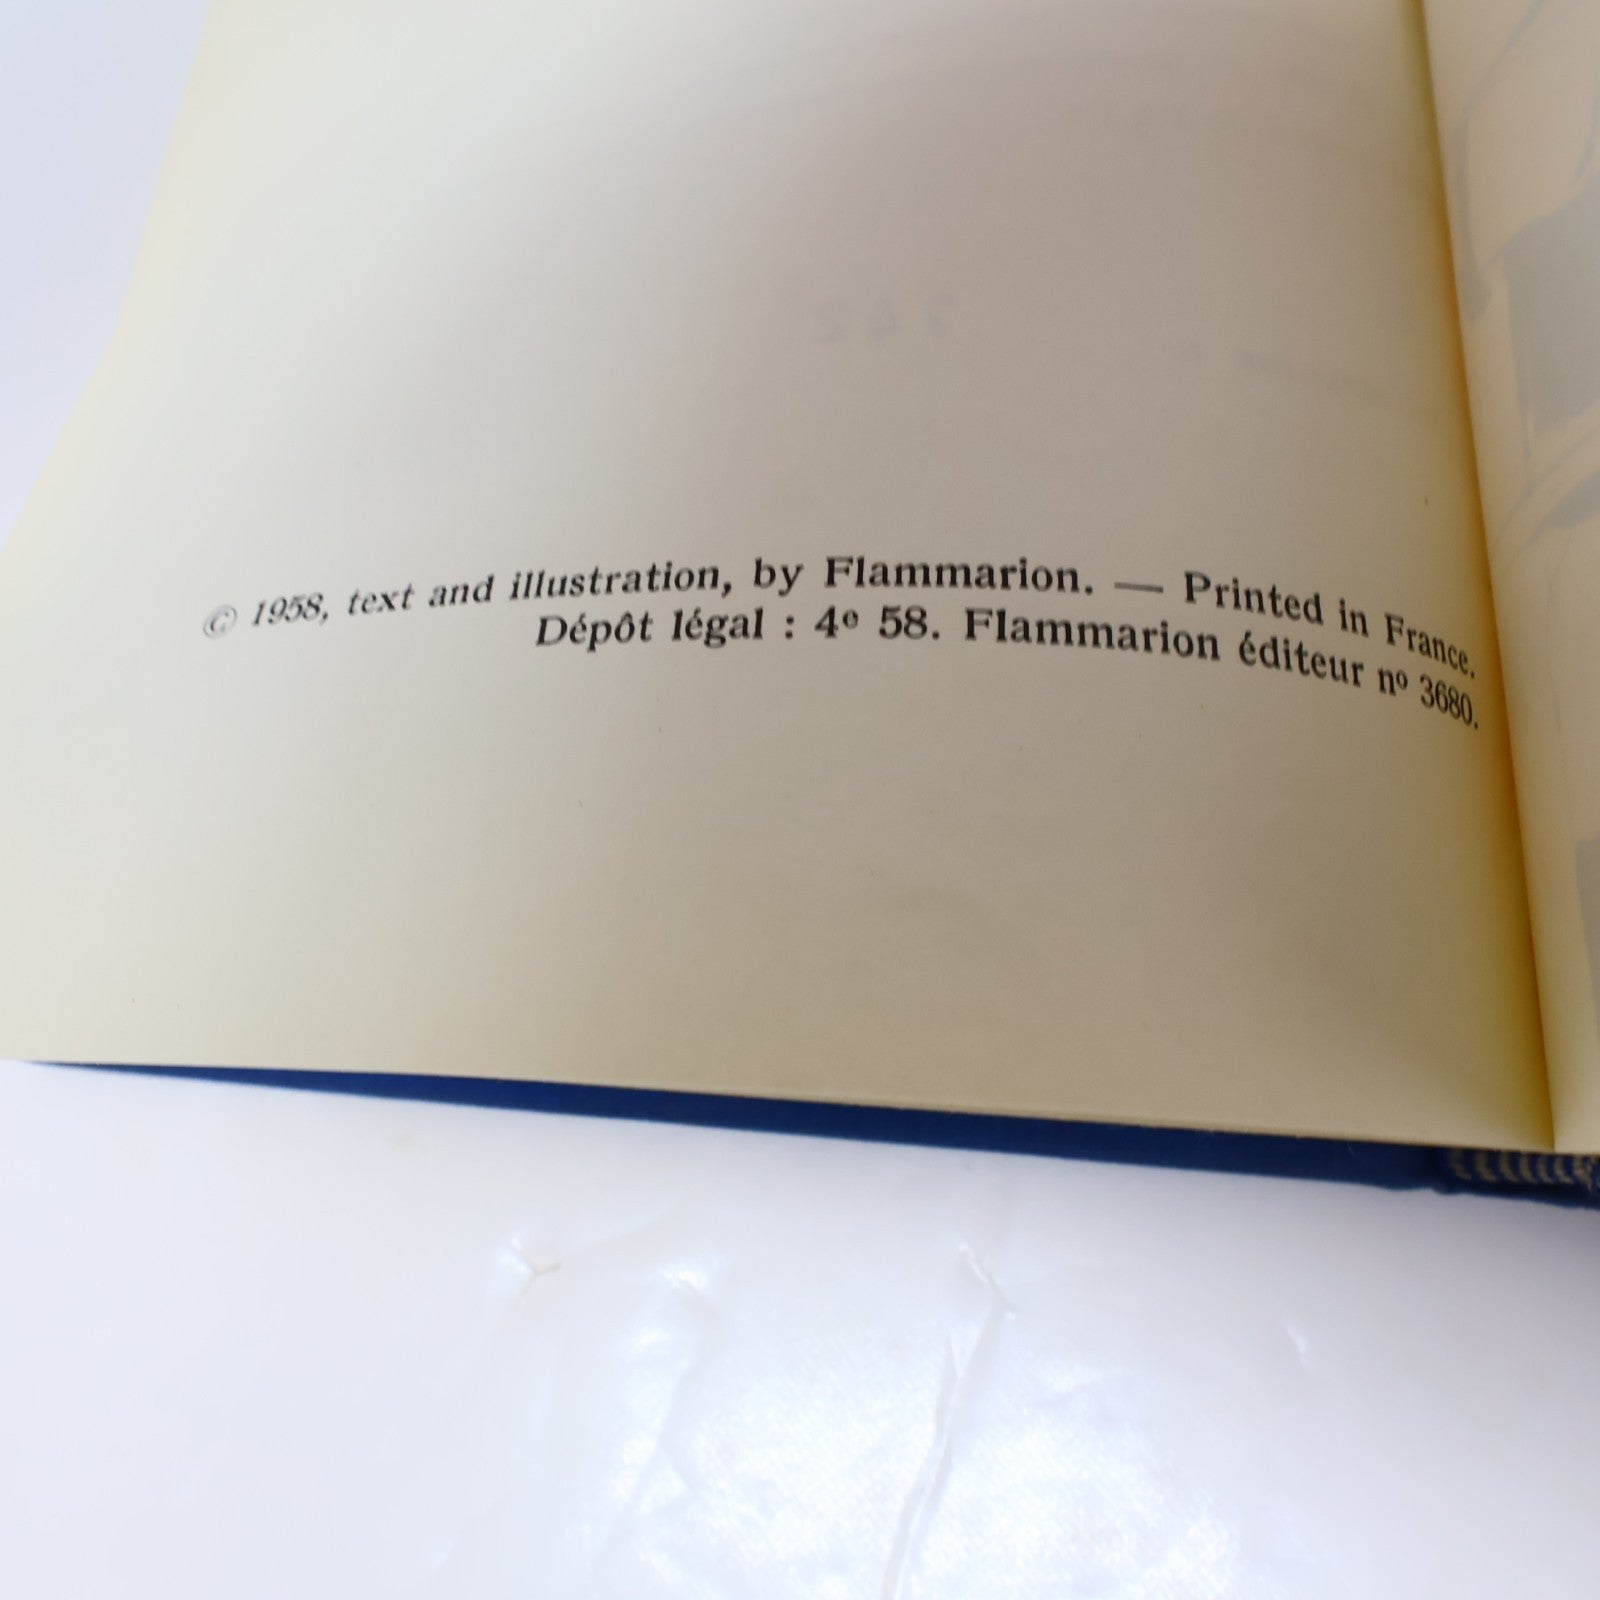 © 1958, text and illustration, by Flammarion. — Printed in France.
Dépôt légal : 4e 58. Flammarion éditeur nº 3680.